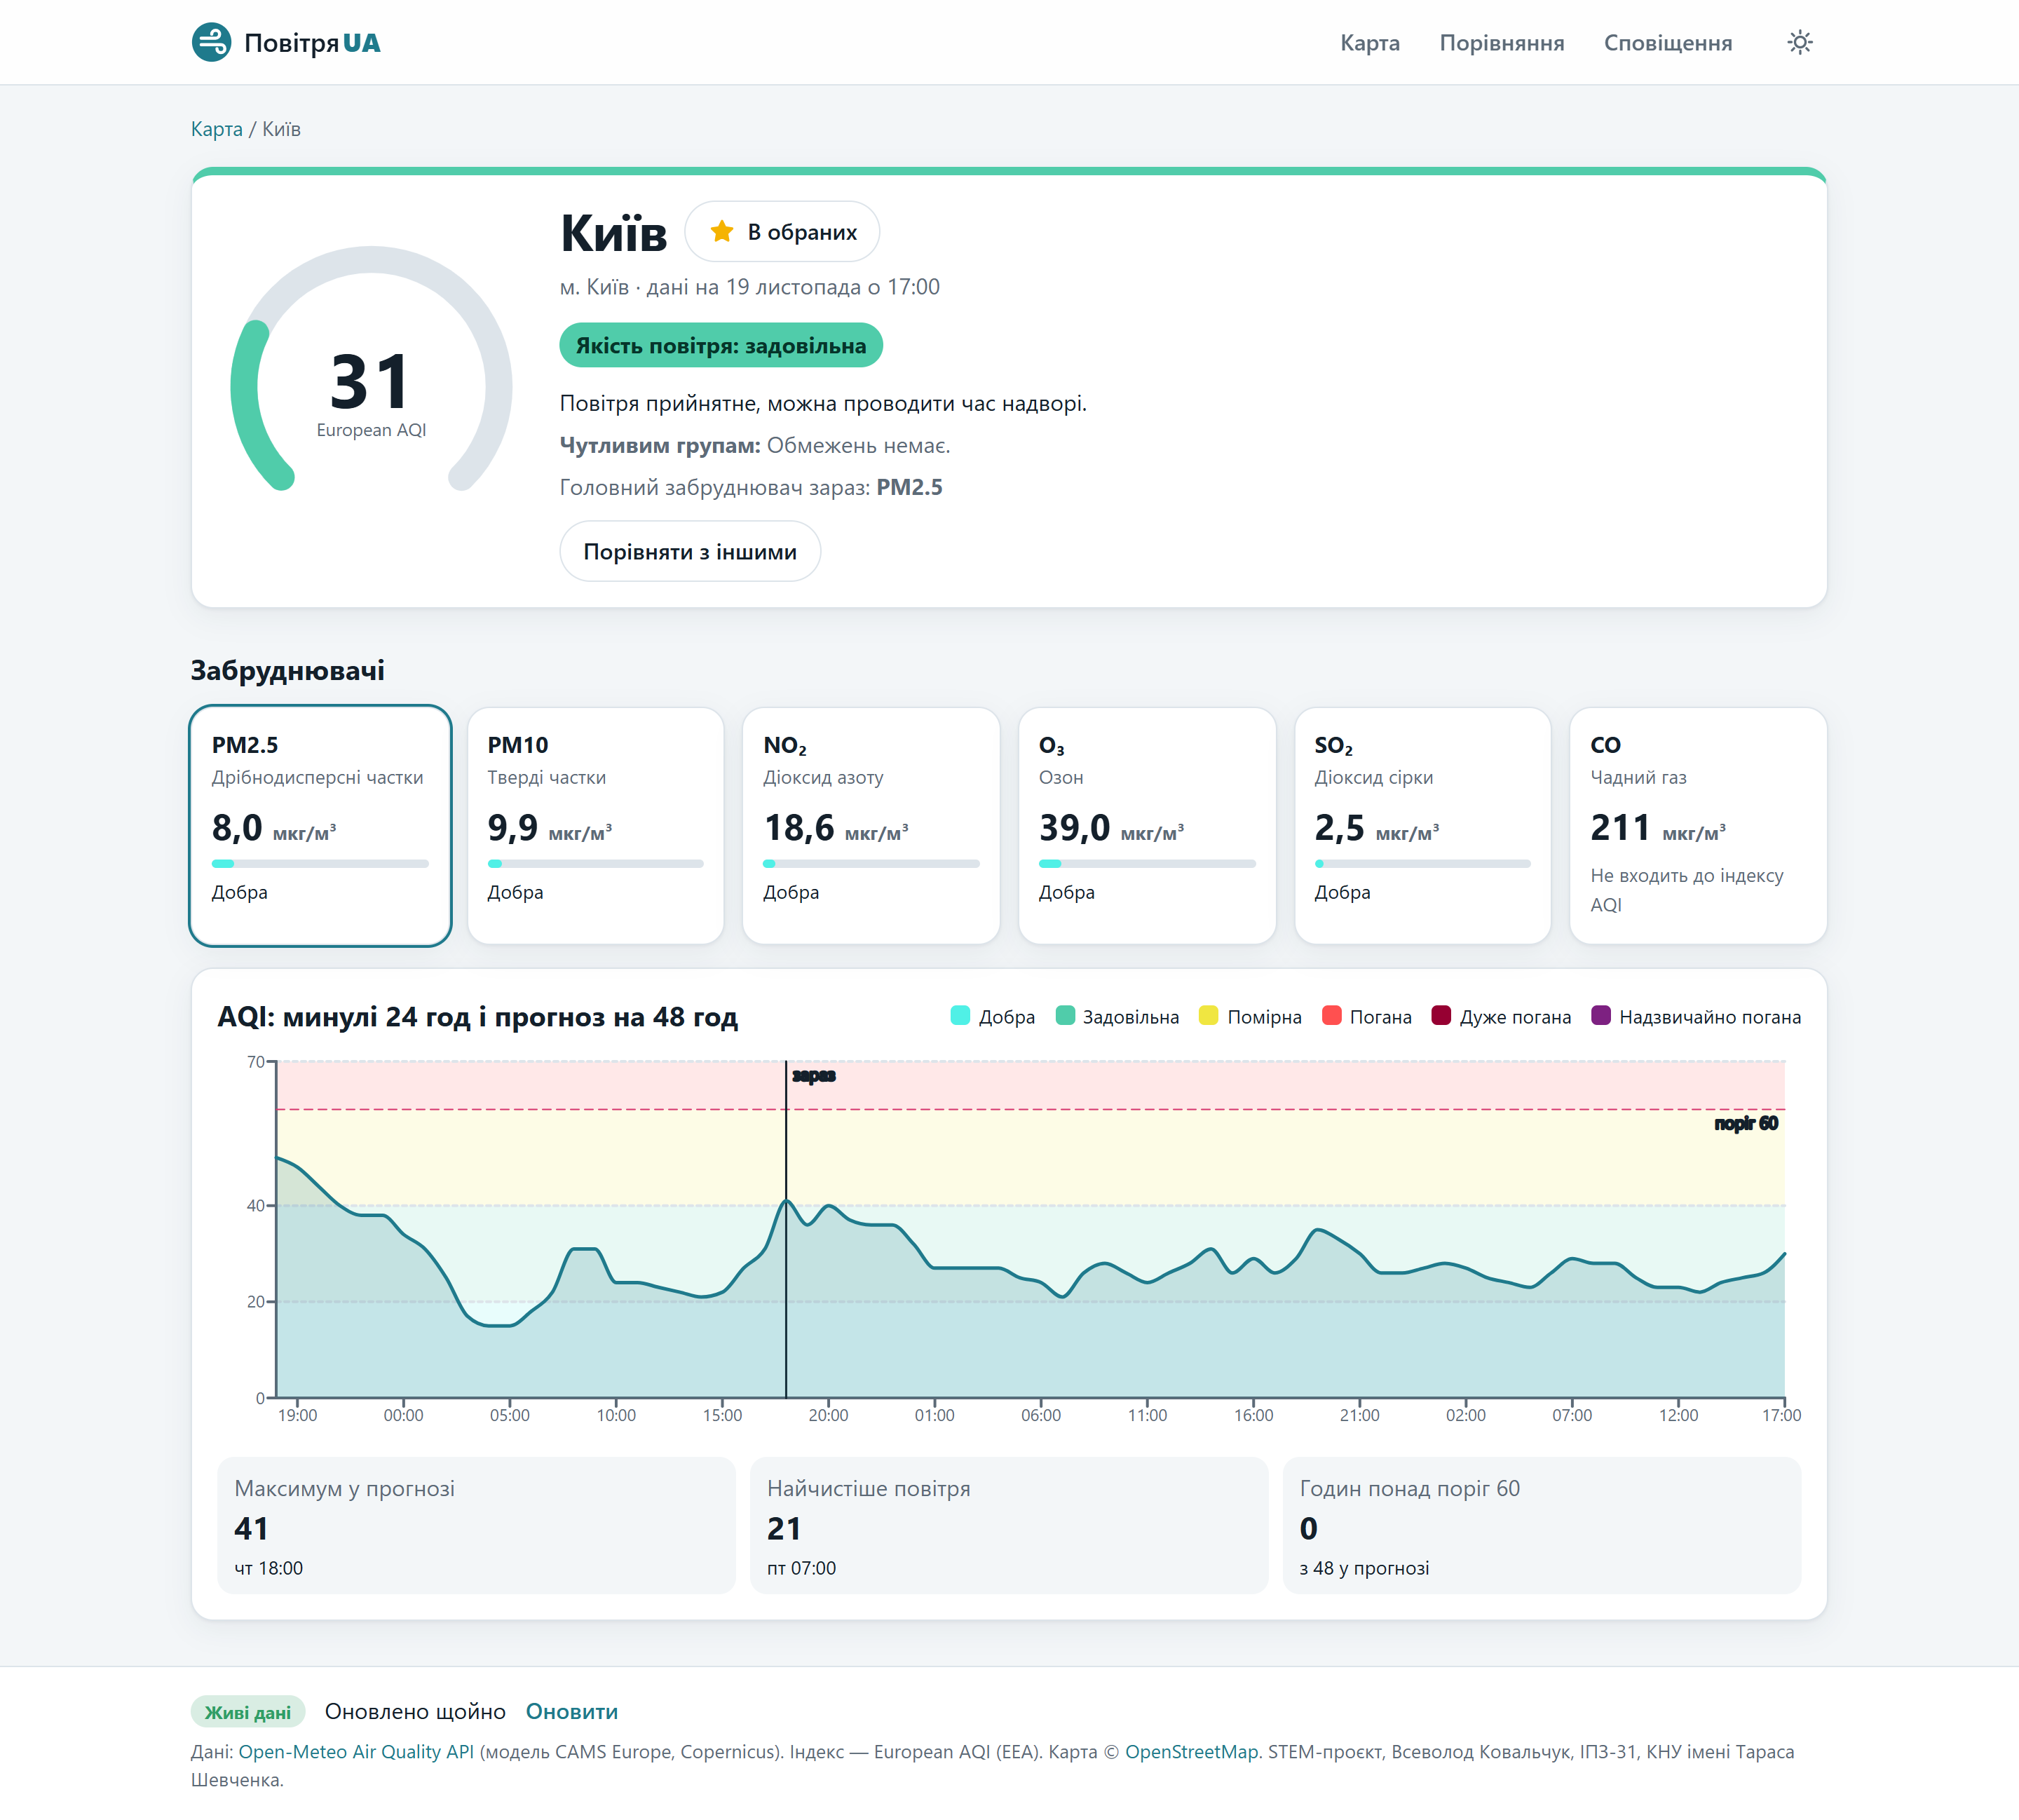 ПовітряUA
Карта Порівняння Сповіщення
Карта / Київ
Київ
В обраних
м. Київ · дані на 19 листопада о 17:00
Якість повітря: задовільна
31
European AQI
Повітря прийнятне, можна проводити час надворі.
Чутливим групам: Обмежень немає.
Головний забруднювач зараз: PM2.5
Порівняти з іншими
Забруднювачі
PM2.5
Дрібнодисперсні частки
8,0 мкг/м³
Добра
PM10
Тверді частки
9,9 мкг/м³
Добра
NO₂
Діоксид азоту
18,6 мкг/м³
Добра
O₃
Озон
39,0 мкг/м³
Добра
SO₂
Діоксид сірки
2,5 мкг/м³
Добра
CO
Чадний газ
211 мкг/м³
Не входить до індексу
AQI
AQI: минулі 24 год і прогноз на 48 год
Добра Задовільна Помірна Погана Дуже погана Надзвичайно погана
70
зараз
поріг 60
40
20
0
19:00 00:00 05:00 10:00 15:00 20:00 01:00 06:00 11:00 16:00 21:00 02:00 07:00 12:00 17:00
Максимум у прогнозі
41
чт 18:00
Найчистіше повітря
21
пт 07:00
Годин понад поріг 60
0
з 48 у прогнозі
Живі дані Оновлено щойно Оновити
Дані: Open-Meteo Air Quality API (модель CAMS Europe, Copernicus). Індекс — European AQI (EEA). Карта © OpenStreetMap. STEM-проєкт, Всеволод Ковальчук, ІПЗ-31, КНУ імені Тараса
Шевченка.